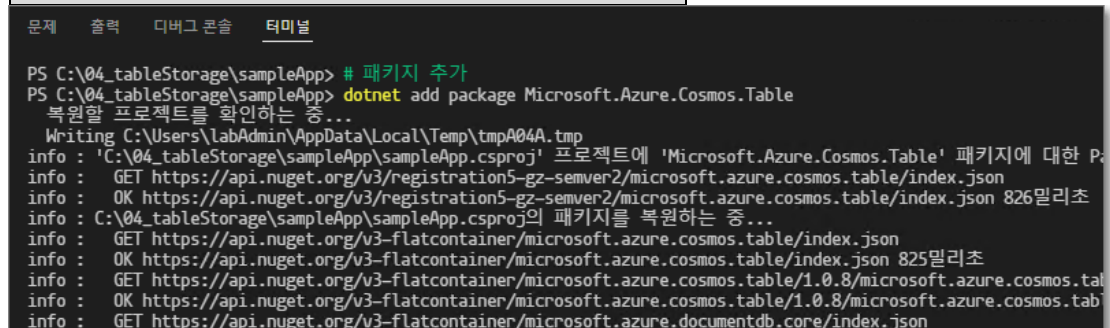 문제 출력 디버그 콘솔 터미널
PS C:\04_tableStorage\sampleApp> # 패키지 추가
PS C:\04_tableStorage\sampleApp> dotnet add package Microsoft.Azure.Cosmos.Table
복원할 프로젝트를 확인하는 중...
Writing C:\Users\labAdmin\AppData\Local\Temp\tmpA04A.tmp
info : 'C:\04_tableStorage\sampleApp\sampleApp.csproj' 프로젝트에 'Microsoft.Azure.Cosmos.Table' 패키지에 대한 Pa
info :   GET https://api.nuget.org/v3/registration5-gz-semver2/microsoft.azure.cosmos.table/index.json
info :   OK https://api.nuget.org/v3/registration5-gz-semver2/microsoft.azure.cosmos.table/index.json 826밀리초
info : C:\04_tableStorage\sampleApp\sampleApp.csproj의 패키지를 복원하는 중...
info :   GET https://api.nuget.org/v3-flatcontainer/microsoft.azure.cosmos.table/index.json
info :   OK https://api.nuget.org/v3-flatcontainer/microsoft.azure.cosmos.table/index.json 825밀리초
info :   GET https://api.nuget.org/v3-flatcontainer/microsoft.azure.cosmos.table/1.0.8/microsoft.azure.cosmos.tab
info :   OK https://api.nuget.org/v3-flatcontainer/microsoft.azure.cosmos.table/1.0.8/microsoft.azure.cosmos.tabl
info :   GET https://api.nuget.org/v3-flatcontainer/microsoft.azure.documentdb.core/index.json